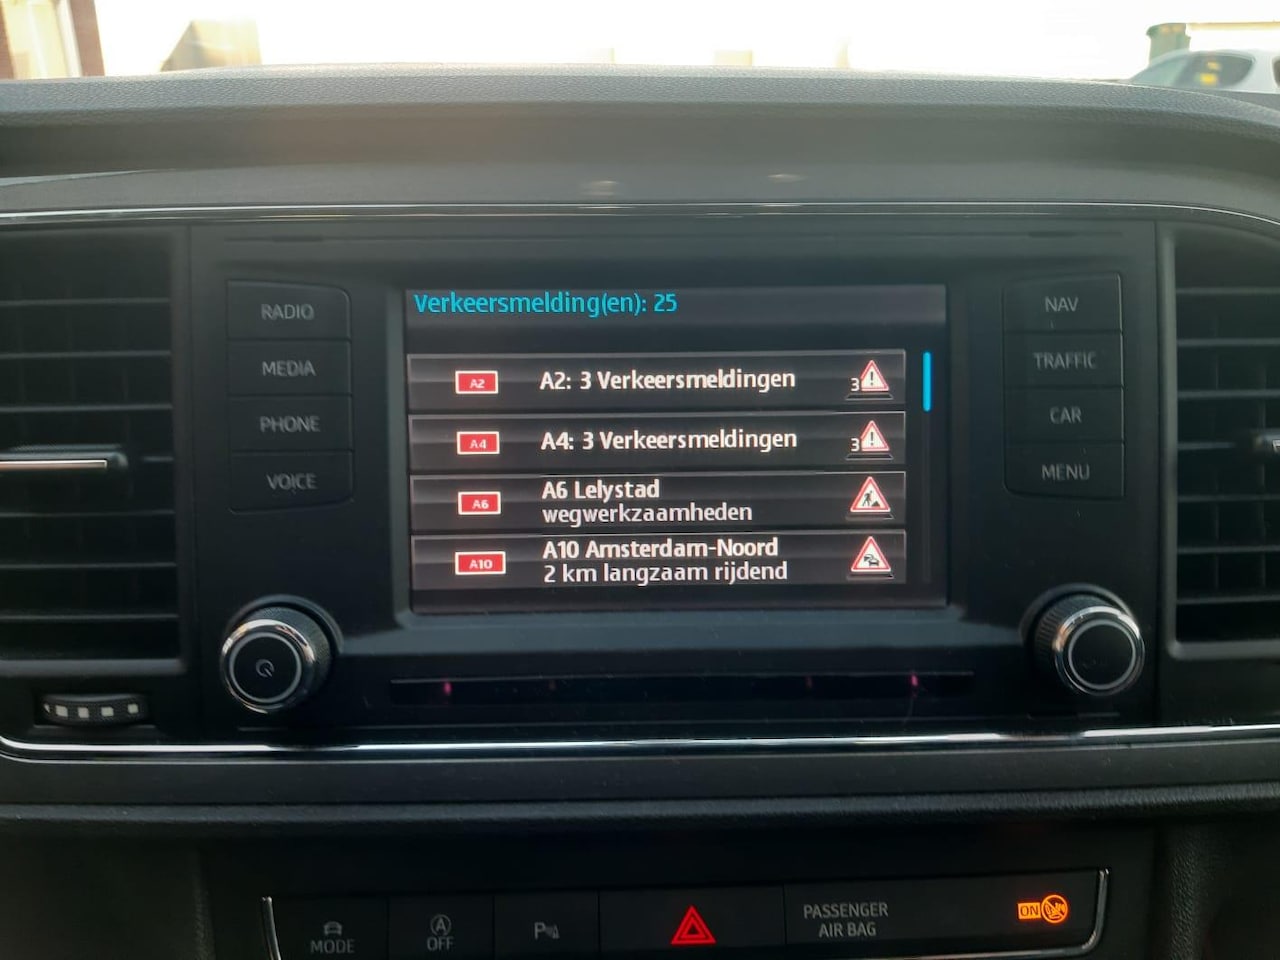 RADIO
MEDIA
PHONE
VOICE
Verkeersmelding(en): 25
A2 A2: 3 Verkeersmeldingen 3
A4 A4: 3 Verkeersmeldingen 3
A6 A6 Lelystad
wegwerkzaamheden
A10 A10 Amsterdam-Noord
2 km langzaam rijdend
NAV
TRAFFIC
CAR
MENU
MODE
A
OFF
P
PASSENGER
AIR BAG
ON